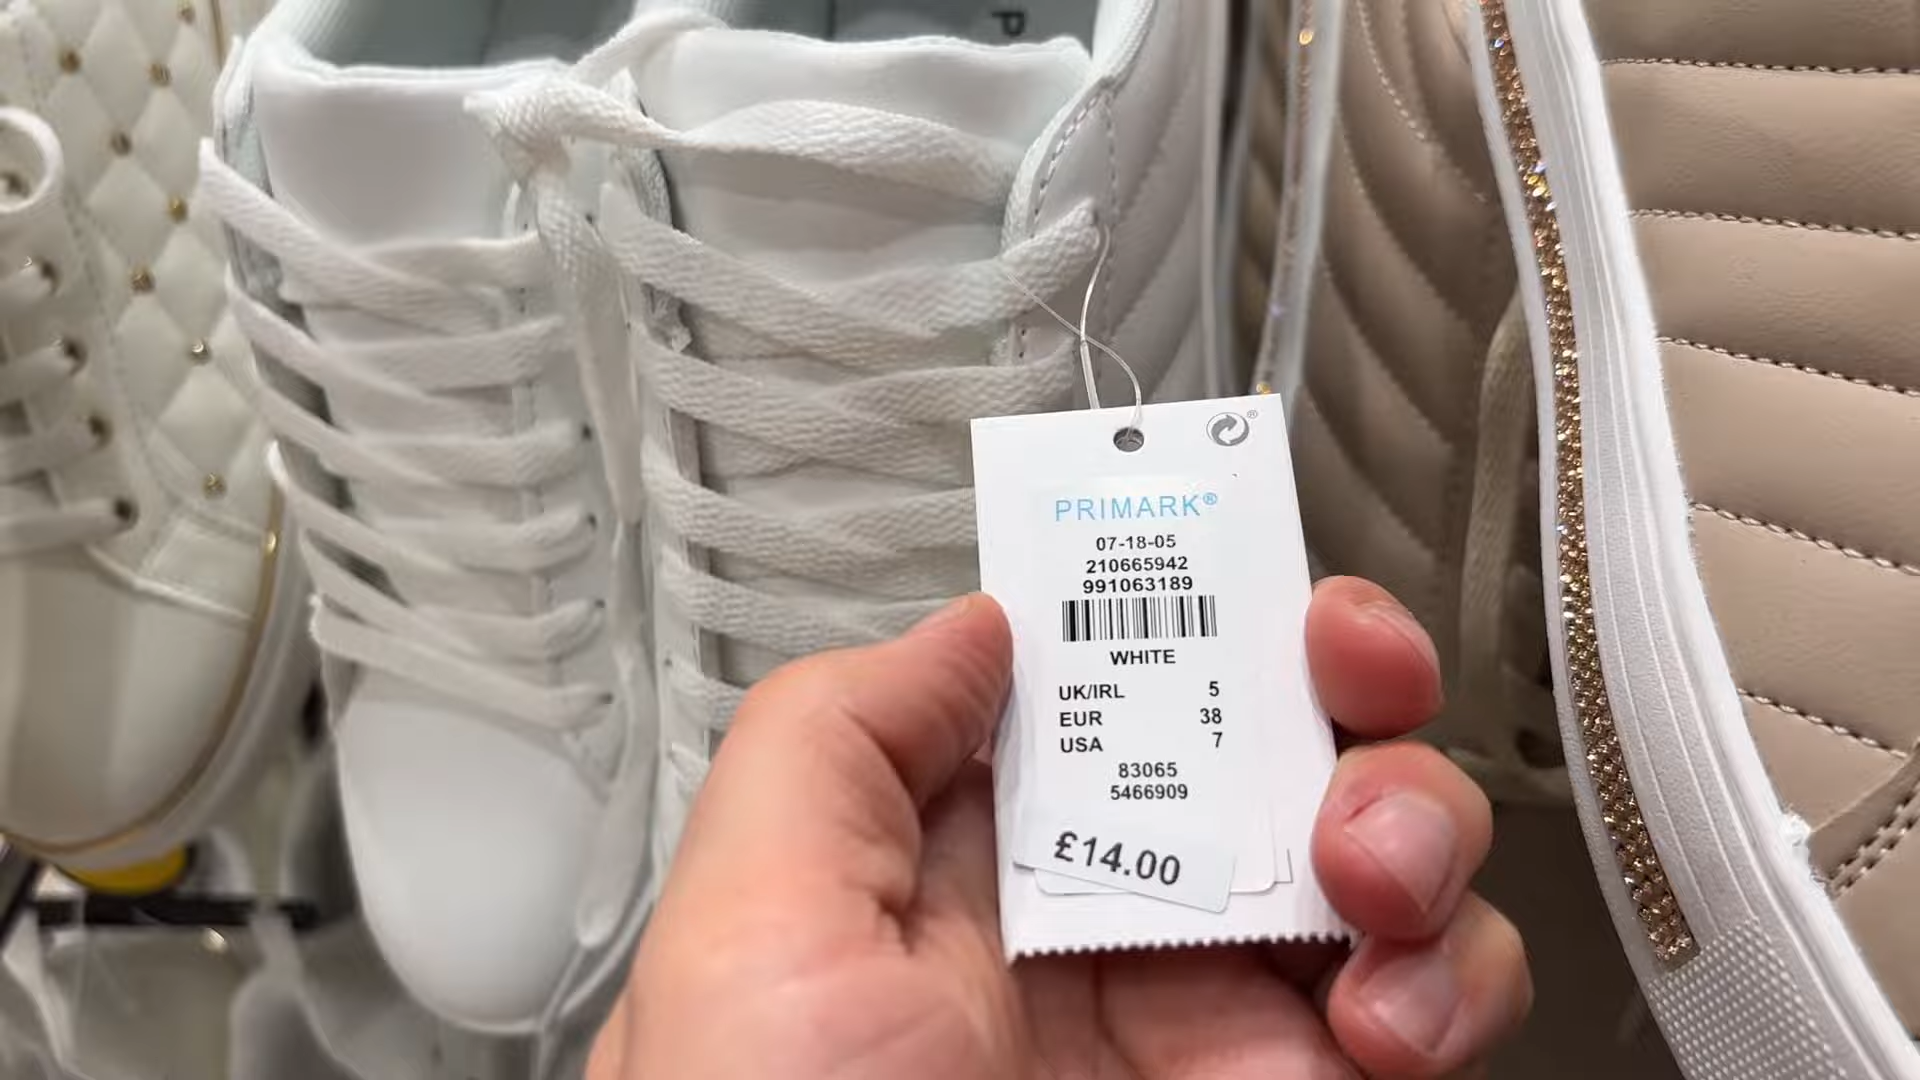 P
PRIMARK®
07-18-05
210665942
991063189
WHITE
UK/IRL 5
EUR 38
USA 7
83065
5466909
£14.00